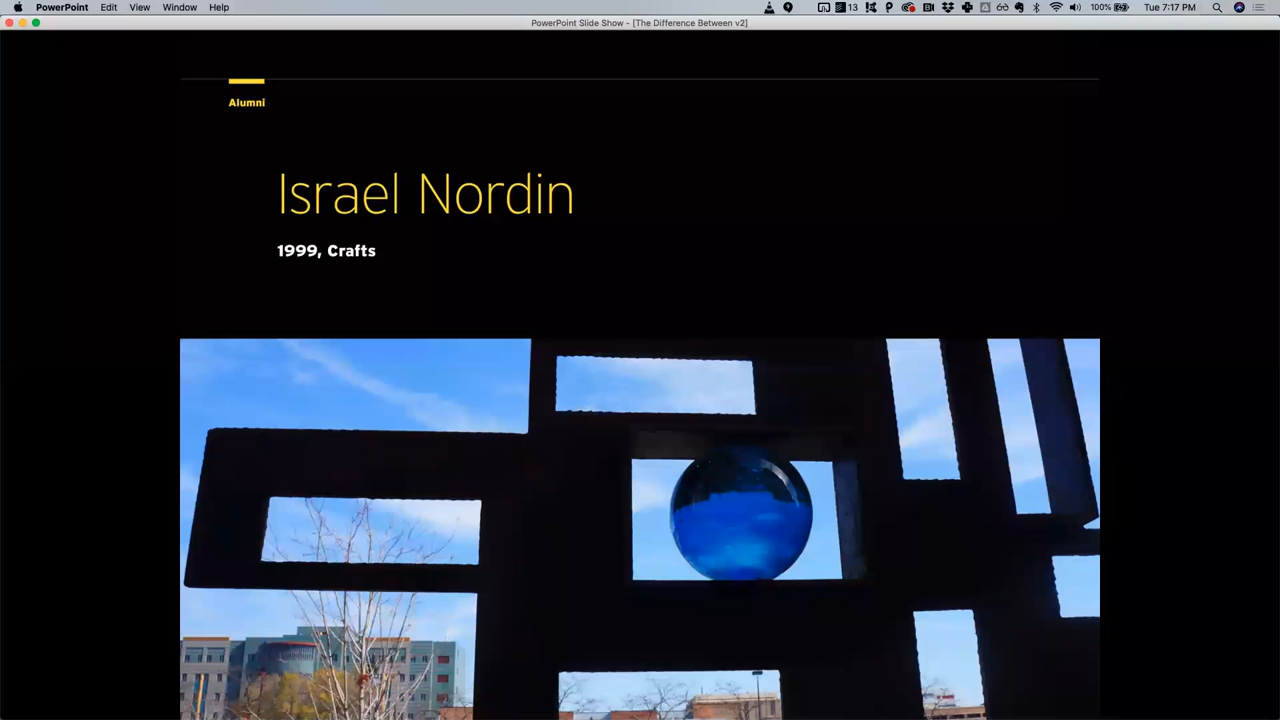 PowerPoint Edit View Window Help 13 100% Tue 7:17 PM
PowerPoint Slide Show - [The Difference Between v2]
Alumni
Israel Nordin
1999, Crafts